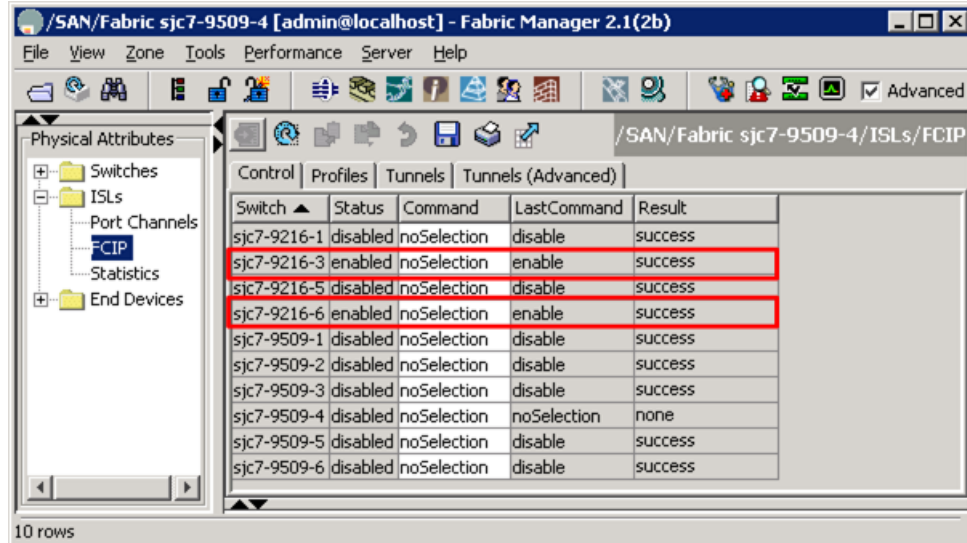 /SAN/Fabric sjc7-9509-4 [admin@localhost] - Fabric Manager 2.1(2b)
File View Zone Tools Performance Server Help
Advanced
Physical Attributes
/SAN/Fabric sjc7-9509-4/ISLs/FCIP
Switches
ISLs
Port Channels
FCIP
Statistics
End Devices
Control Profiles Tunnels Tunnels (Advanced)
Switch Status Command LastCommand Result
sjc7-9216-1 disabled noSelection disable success
sjc7-9216-3 enabled noSelection enable success
sjc7-9216-5 disabled noSelection disable success
sjc7-9216-6 enabled noSelection enable success
sjc7-9509-1 disabled noSelection disable success
sjc7-9509-2 disabled noSelection disable success
sjc7-9509-3 disabled noSelection disable success
sjc7-9509-4 disabled noSelection noSelection none
sjc7-9509-5 disabled noSelection disable success
sjc7-9509-6 disabled noSelection disable success
10 rows